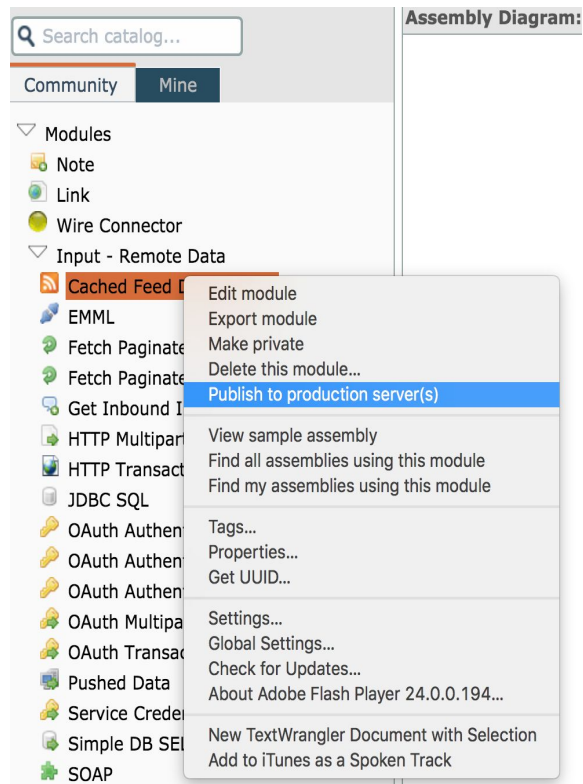 Assembly Diagram:
Search catalog...
Community Mine
Modules
Note
Link
Wire Connector
Input - Remote Data
Cached Feed
EMML
Fetch Paginate
Fetch Paginate
Get Inbound
HTTP Multipar
HTTP Transact
JDBC SQL
OAuth Authen
OAuth Authen
OAuth Authen
OAuth Multipa
OAuth Transac
Pushed Data
Service Creder
Simple DB SEL
SOAP
Edit module
Export module
Make private
Delete this module...
Publish to production server(s)
View sample assembly
Find all assemblies using this module
Find my assemblies using this module
Tags...
Properties...
Get UUID...
Settings...
Global Settings...
Check for Updates...
About Adobe Flash Player 24.0.0.194...
New TextWrangler Document with Selection
Add to iTunes as a Spoken Track